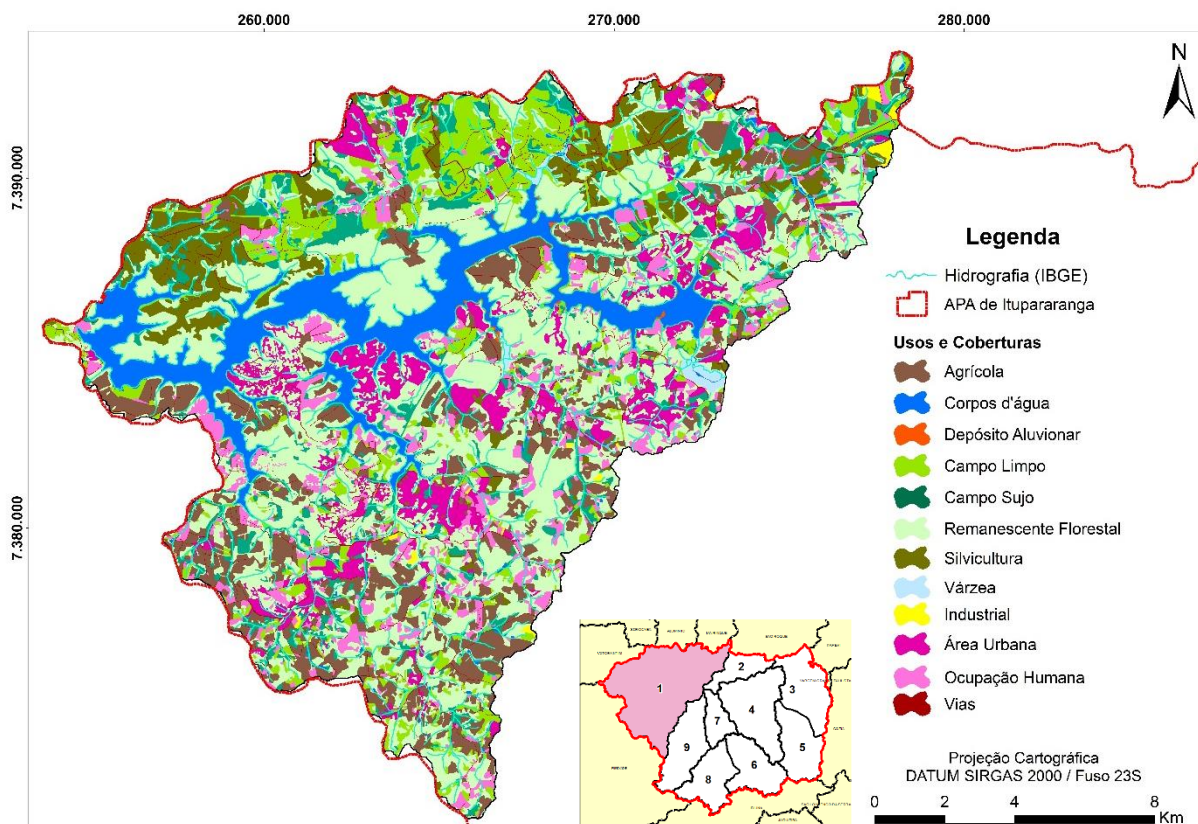 260.000
270.000
280.000
N
7.390.000
7.380.000
Legenda
Hidrografia (IBGE)
APA de Itupararanga
Usos e Coberturas
Agrícola
Corpos d'água
Depósito Aluvionar
Campo Limpo
Campo Sujo
Remanescente Florestal
Silvicultura
Várzea
Industrial
Área Urbana
Ocupação Humana
Vias
1
2
3
4
5
6
7
8
9
Projeção Cartográfica
DATUM SIRGAS 2000 / Fuso 23S
0 2 4 6 8
Km